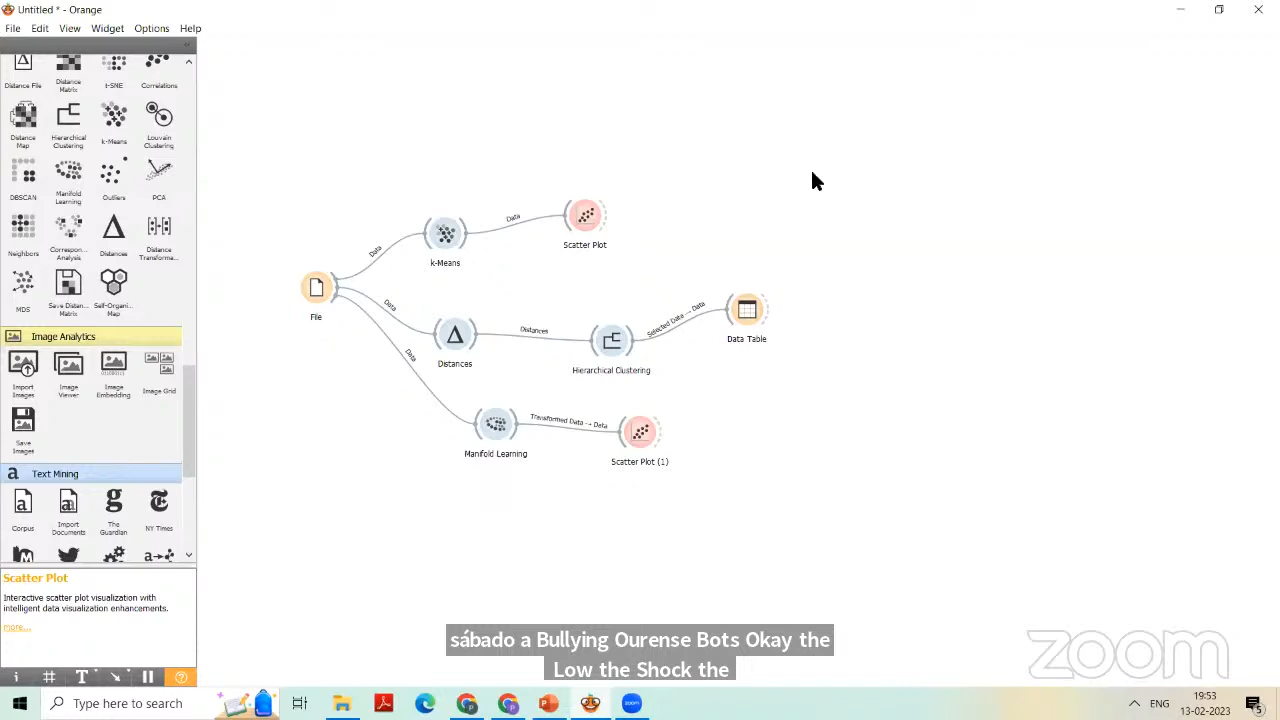 Untitled * - Orange
File Edit View Widget Options Help
Distance File
Distance Matrix
t-SNE
Correlations
Distance Map
Hierarchical Clustering
k-Means
Louvain Clustering
DBSCAN
Manifold Learning
Outliers
PCA
Neighbors
Correspon... Analysis
Distances
Distance Transforma...
MDS
Save Distan... Matrix
Self-Organi... Map
Image Analytics
Import Images
Image Viewer
Image Embedding
Image Grid
Save Images
Text Mining
Corpus
Import Documents
The Guardian
NY Times
Scatter Plot
Interactive scatter plot visualization with
intelligent data visualization enhancements.
more...
File
Data
k-Means
Data
Scatter Plot
Data
Distances
Distances
Hierarchical Clustering
Selected Data → Data
Data Table
Data
Manifold Learning
Transformed Data → Data
Scatter Plot (1)
sábado a Bullying Ourense Bots Okay the
Low the Shock the
zoom
Type here to search
zoom
ENG
19:53
13-02-2023
5